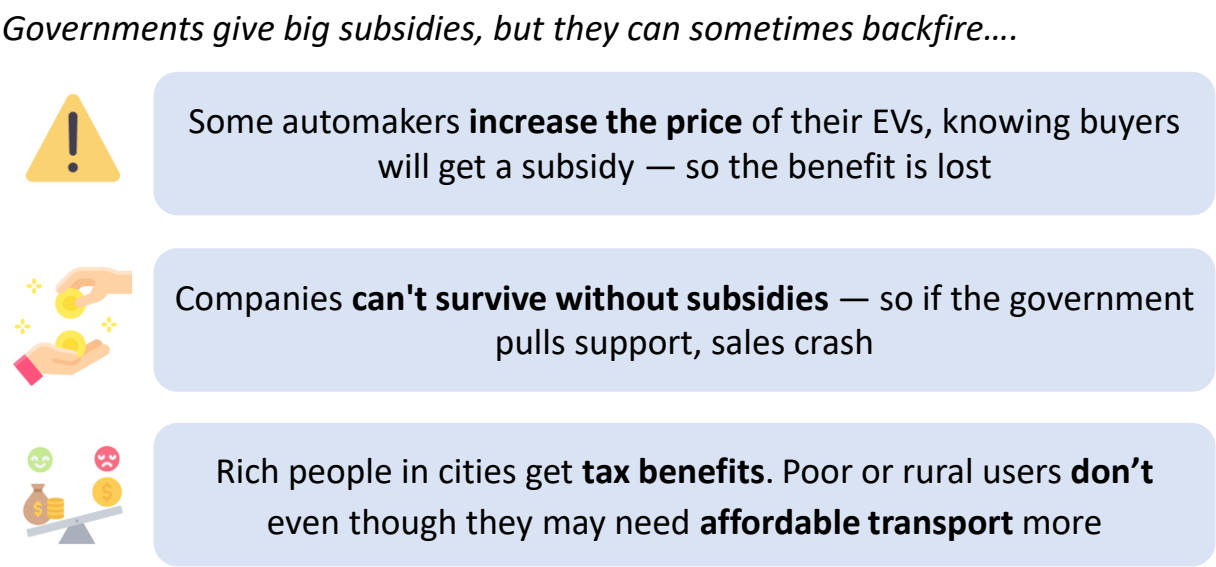 Governments give big subsidies, but they can sometimes backfire….
Some automakers increase the price of their EVs, knowing buyers
will get a subsidy — so the benefit is lost
Companies can't survive without subsidies — so if the government
pulls support, sales crash
Rich people in cities get tax benefits. Poor or rural users don’t
even though they may need affordable transport more